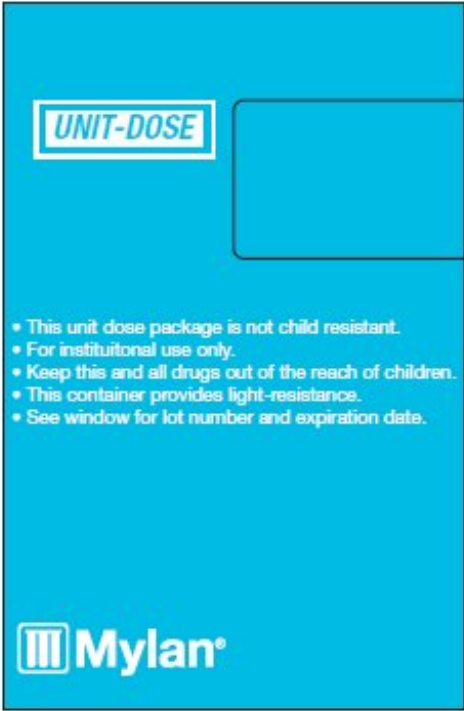 UNIT-DOSE
• This unit dose package is not child resistant.
• For instituitonal use only.
• Keep this and all drugs out of the reach of children.
• This container provides light-resistance.
• See window for lot number and expiration date.
Mylan®